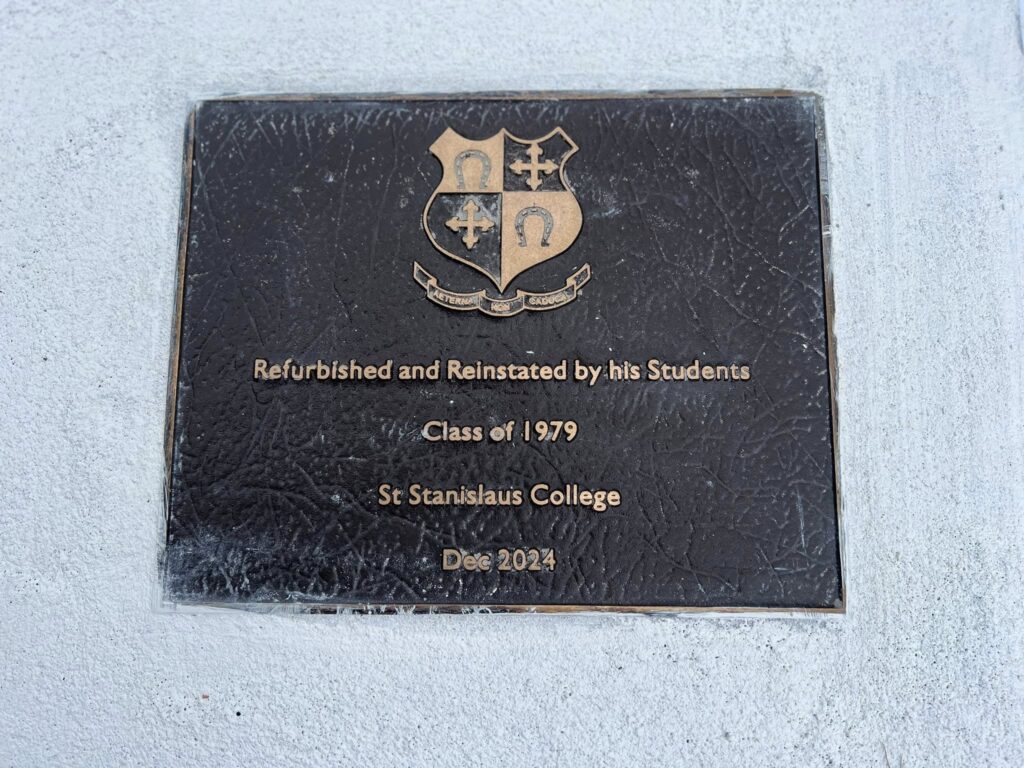 AETERNA NON CADUCA
Refurbished and Reinstated by his Students
Class of 1979
St Stanislaus College
Dec 2024